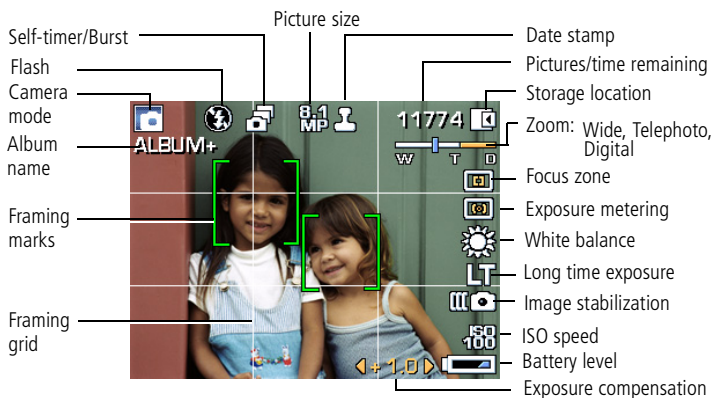 Picture size
Self-timer/Burst
Date stamp
Flash
Pictures/time remaining
Camera
mode
Storage location
8.1
MP
11774
Album
name
ALBUM+
Zoom: Wide, Telephoto,
Digital
W T D
Focus zone
Framing
marks
Exposure metering
White balance
LT
Long time exposure
Image stabilization
Framing
grid
ISO
100
ISO speed
+1.0
Battery level
Exposure compensation